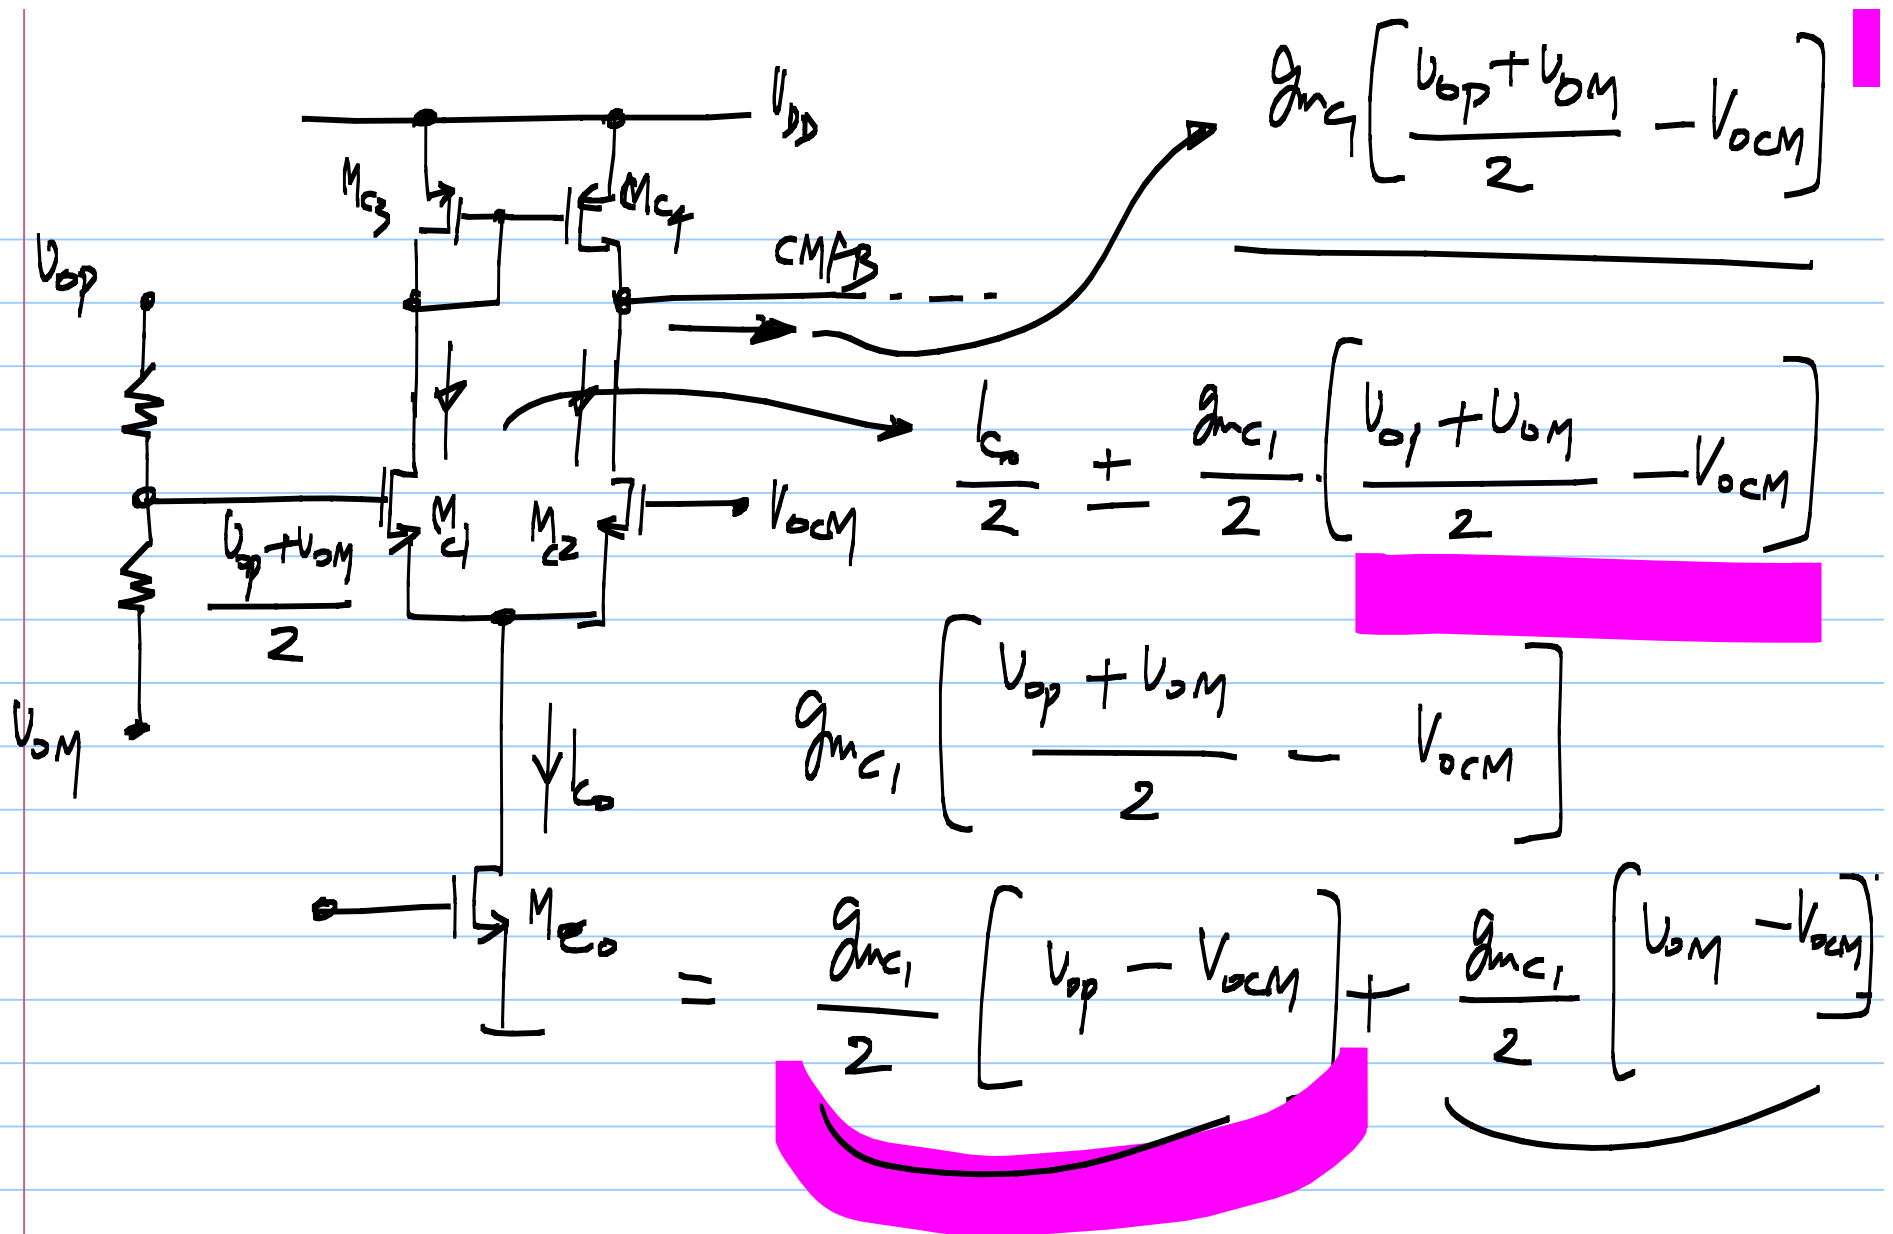 V_DD
g_mc1 [ (V_op + V_OM)/2 − V_OCM ]
M_C3
M_C4
CMFB
V_op
I_C0/2 ± g_mc1/2 · [ (V_op + V_OM)/2 − V_OCM ]
M_C1
M_C2
V_OCM
(V_op + V_OM)/2
V_OM
g_mc1 [ (V_op + V_OM)/2 − V_OCM ]
I_C0
M_C0
= g_mc1/2 [ V_op − V_OCM ] + g_mc1/2 [ V_OM − V_OCM ]